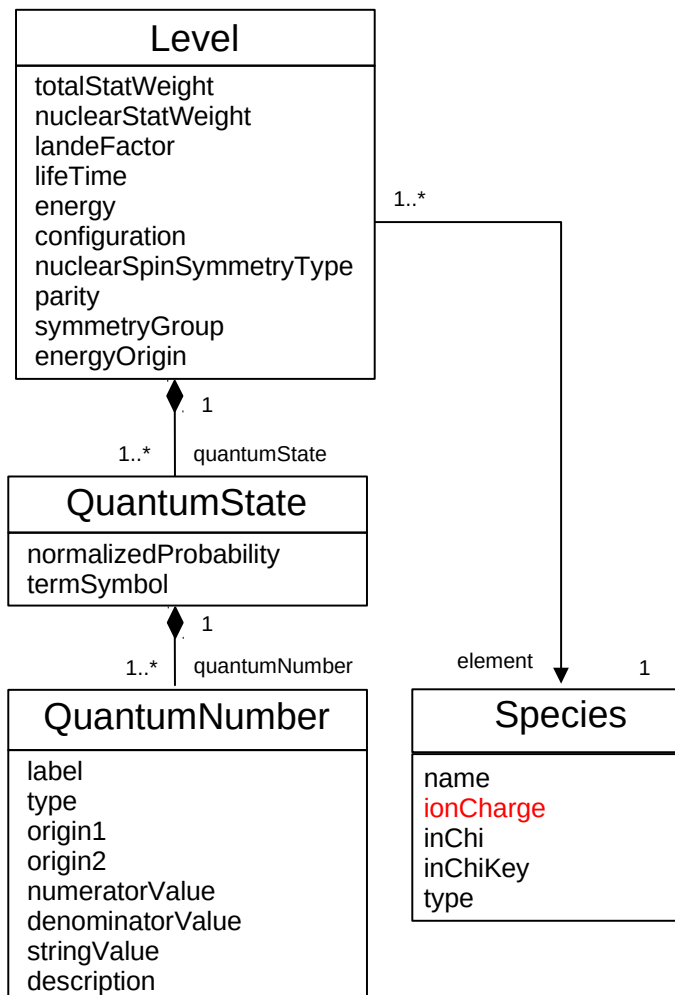 Level
totalStatWeight
nuclearStatWeight
landeFactor
lifeTime
energy
configuration
nuclearSpinSymmetryType
parity
symmetryGroup
energyOrigin
1..*
1
1..* quantumState
QuantumState
normalizedProbability
termSymbol
1
1..* quantumNumber
element 1
QuantumNumber
label
type
origin1
origin2
numeratorValue
denominatorValue
stringValue
description
Species
name
ionCharge
inChi
inChiKey
type